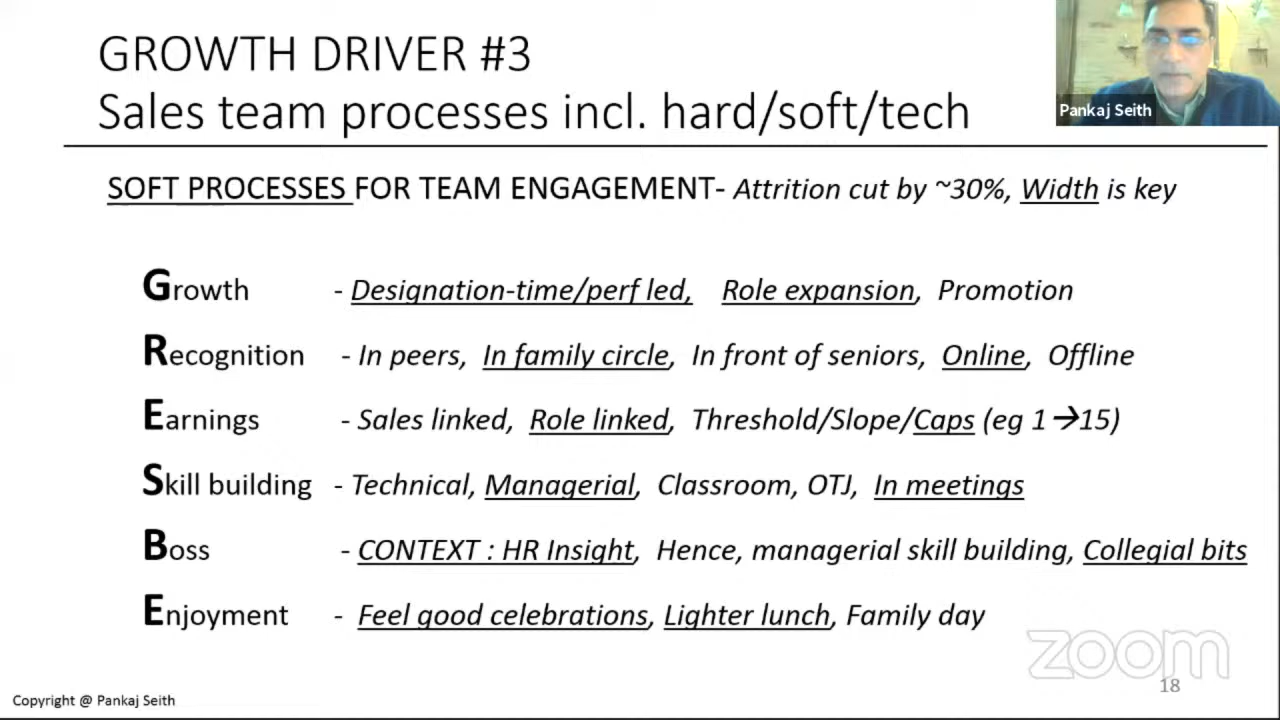 GROWTH DRIVER #3
Sales team processes incl. hard/soft/tech
Pankaj Seith
SOFT PROCESSES FOR TEAM ENGAGEMENT- Attrition cut by ~30%, Width is key
Growth - Designation-time/perf led, Role expansion, Promotion
Recognition - In peers, In family circle, In front of seniors, Online, Offline
Earnings - Sales linked, Role linked, Threshold/Slope/Caps (eg 1→15)
Skill building - Technical, Managerial, Classroom, OTJ, In meetings
Boss - CONTEXT : HR Insight, Hence, managerial skill building, Collegial bits
Enjoyment - Feel good celebrations, Lighter lunch, Family day
zoom
18
Copyright @ Pankaj Seith